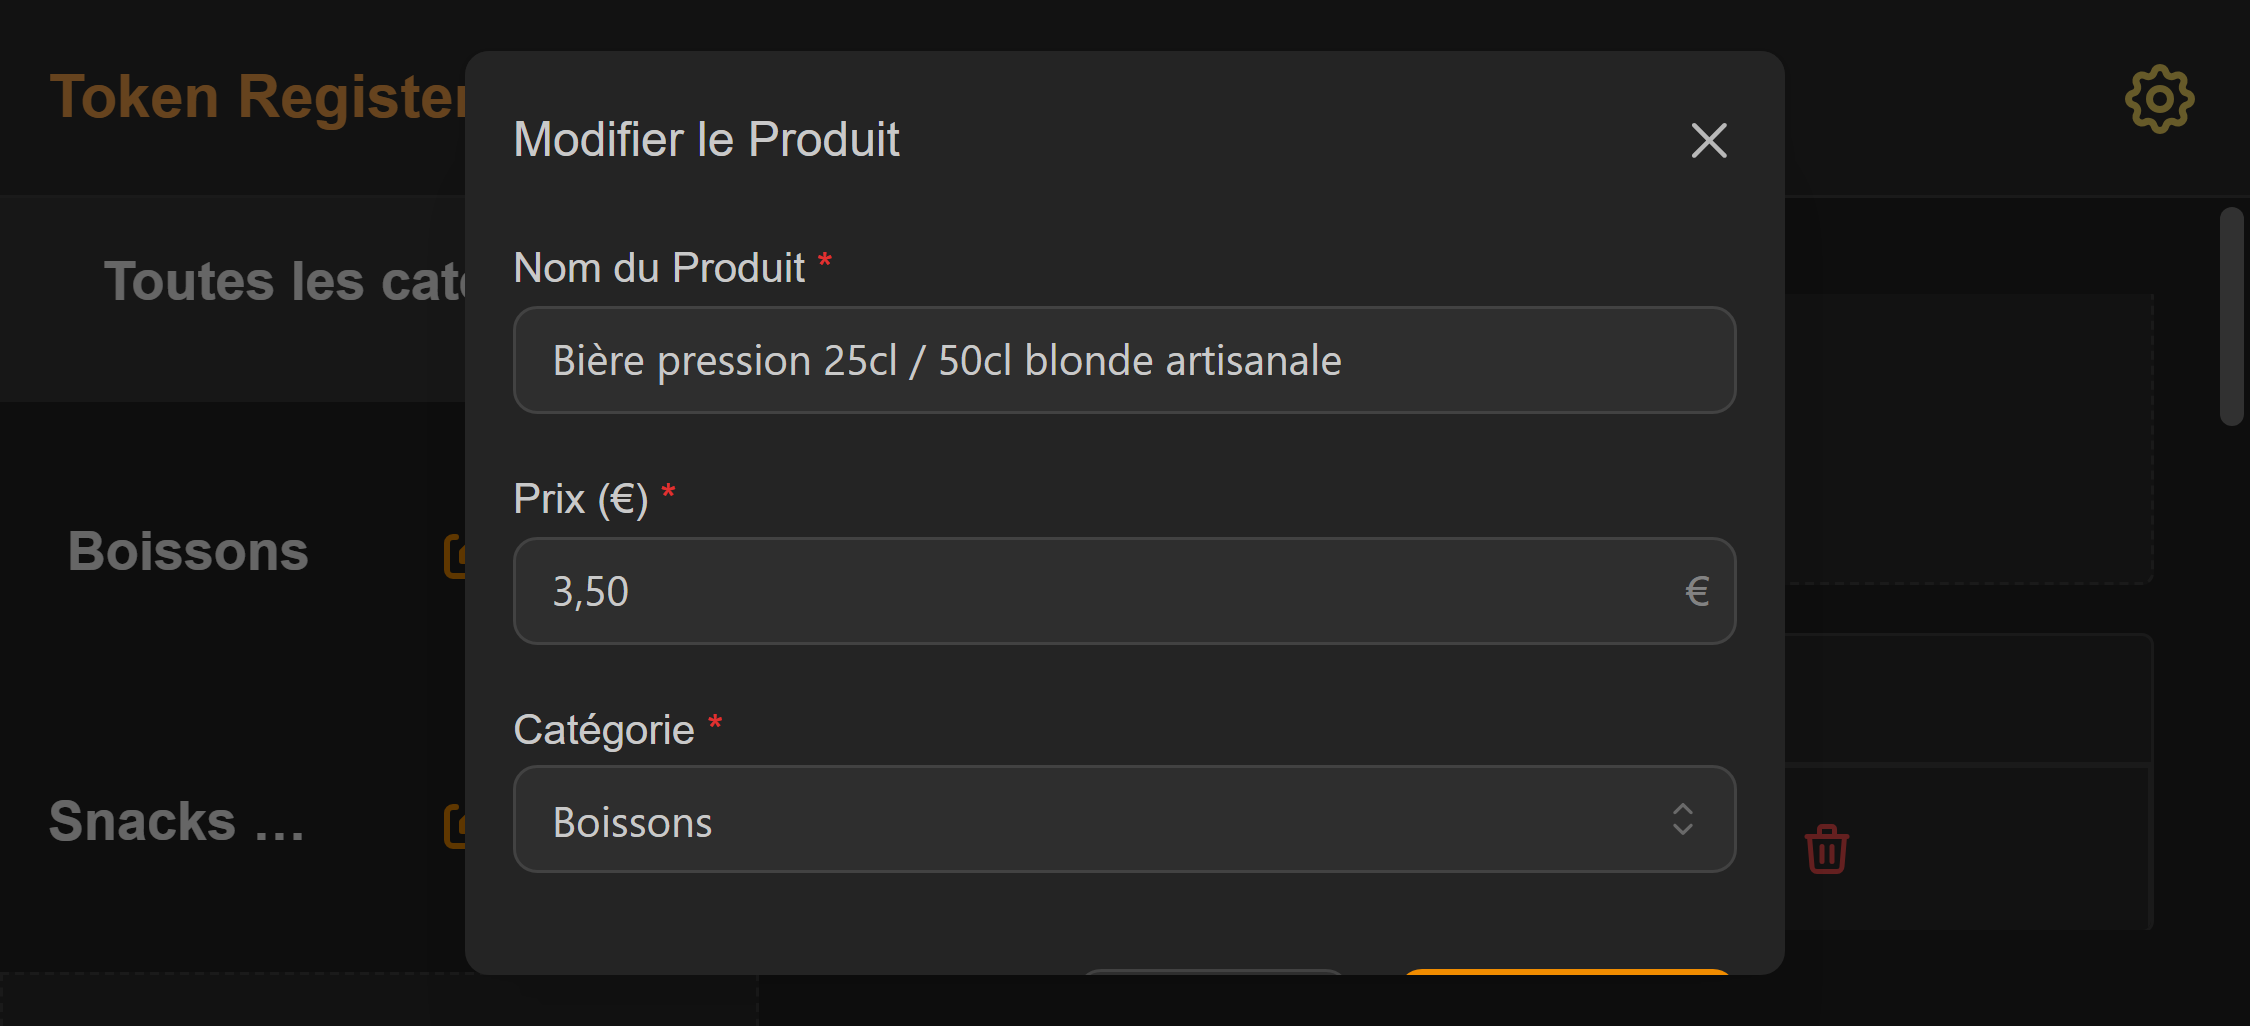 Token Register
Modifier le Produit
Toutes les
Nom du Produit *
Bière pression 25cl / 50cl blonde artisanale
Prix (€) *
3,50 €
Boissons
Catégorie *
Boissons
Snacks ...